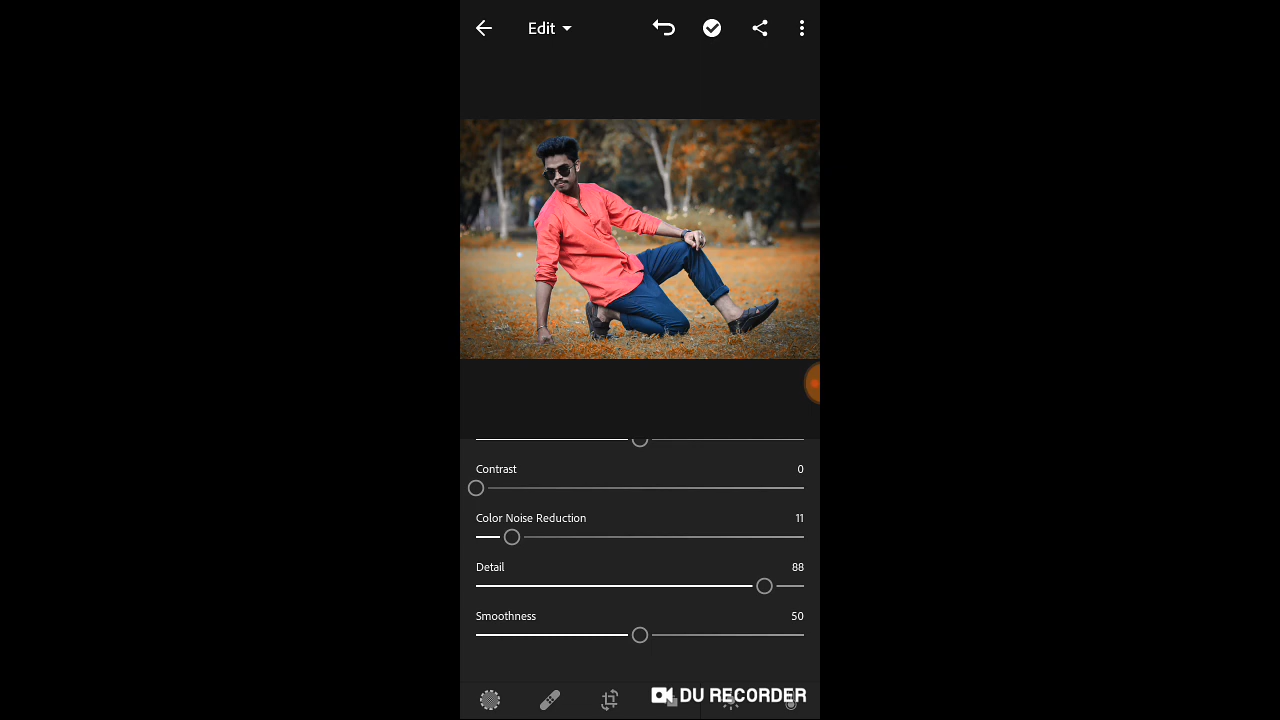 Edit
Contrast 0
Color Noise Reduction 11
Detail 88
Smoothness 50
DU RECORDER